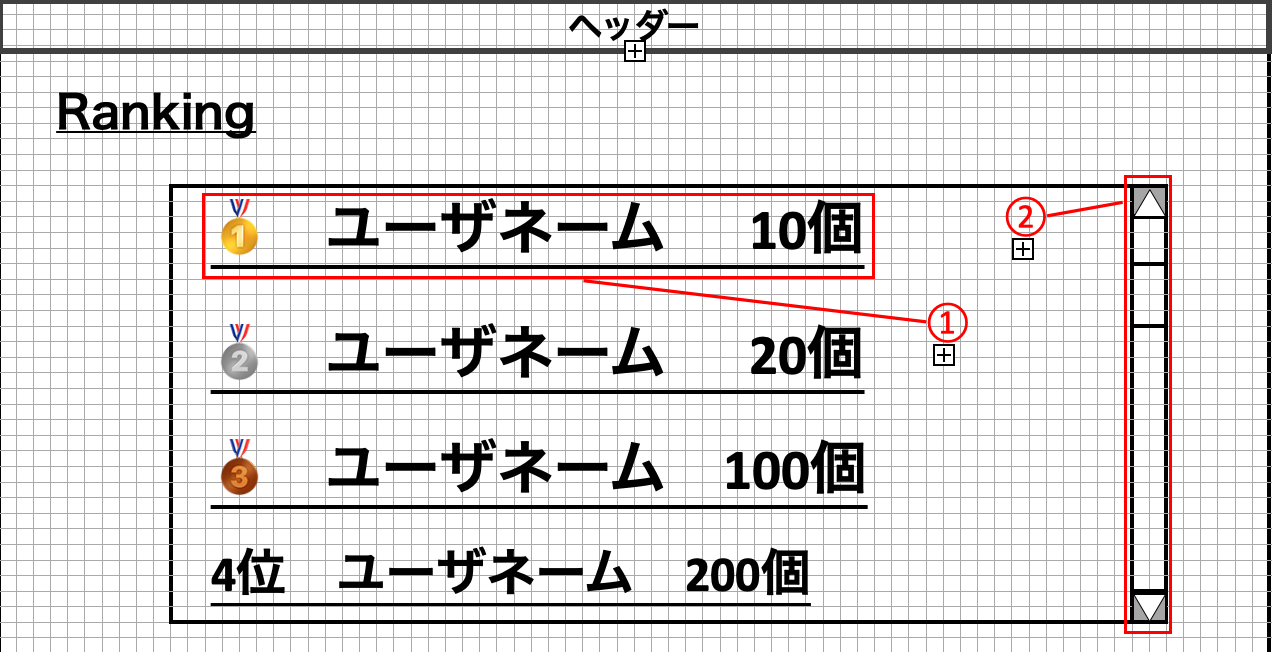 ヘッダー
Ranking
1 ユーザネーム 10個
②
①
2 ユーザネーム 20個
3 ユーザネーム 100個
4位 ユーザネーム 200個